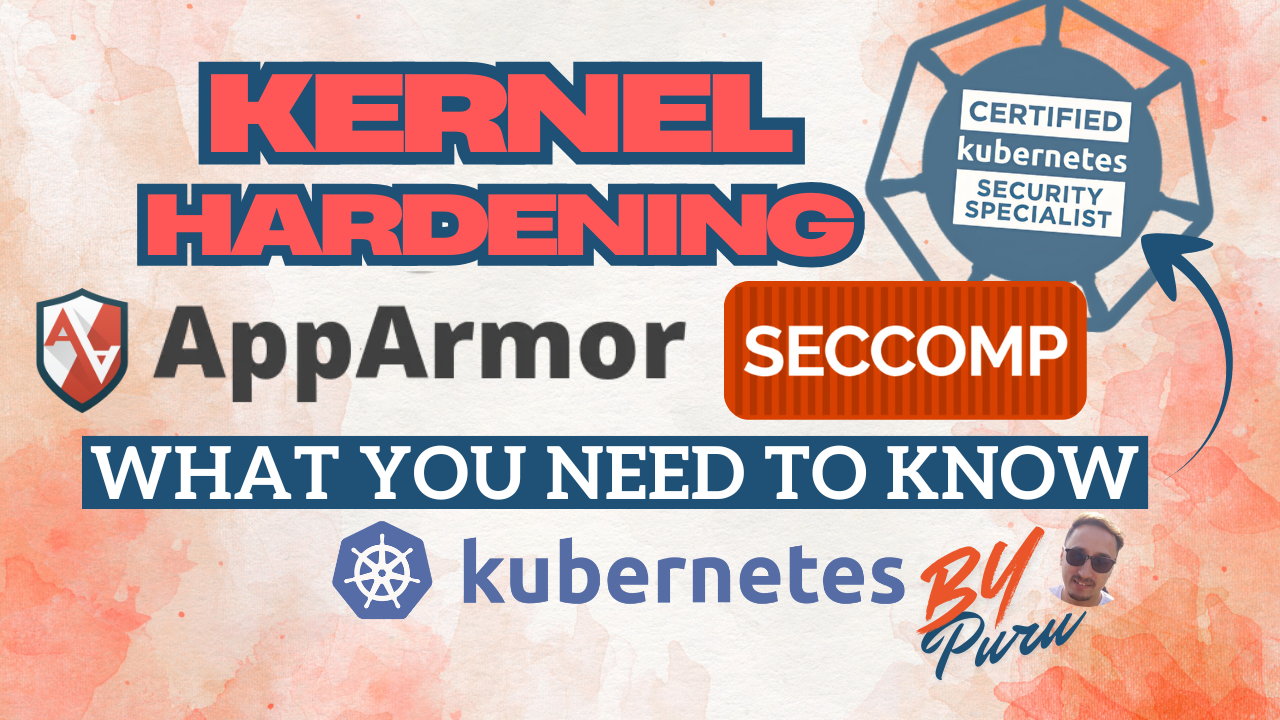 KERNEL
HARDENING
CERTIFIED
kubernetes
SECURITY
SPECIALIST
AppArmor
SECCOMP
WHAT YOU NEED TO KNOW
kubernetes
BY
Puru